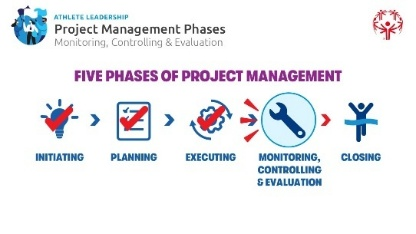 ATHLETE LEADERSHIP
Project Management Phases
Monitoring, Controlling & Evaluation
FIVE PHASES OF PROJECT MANAGEMENT
INITIATING
PLANNING
EXECUTING
MONITORING,
CONTROLLING
& EVALUATION
CLOSING